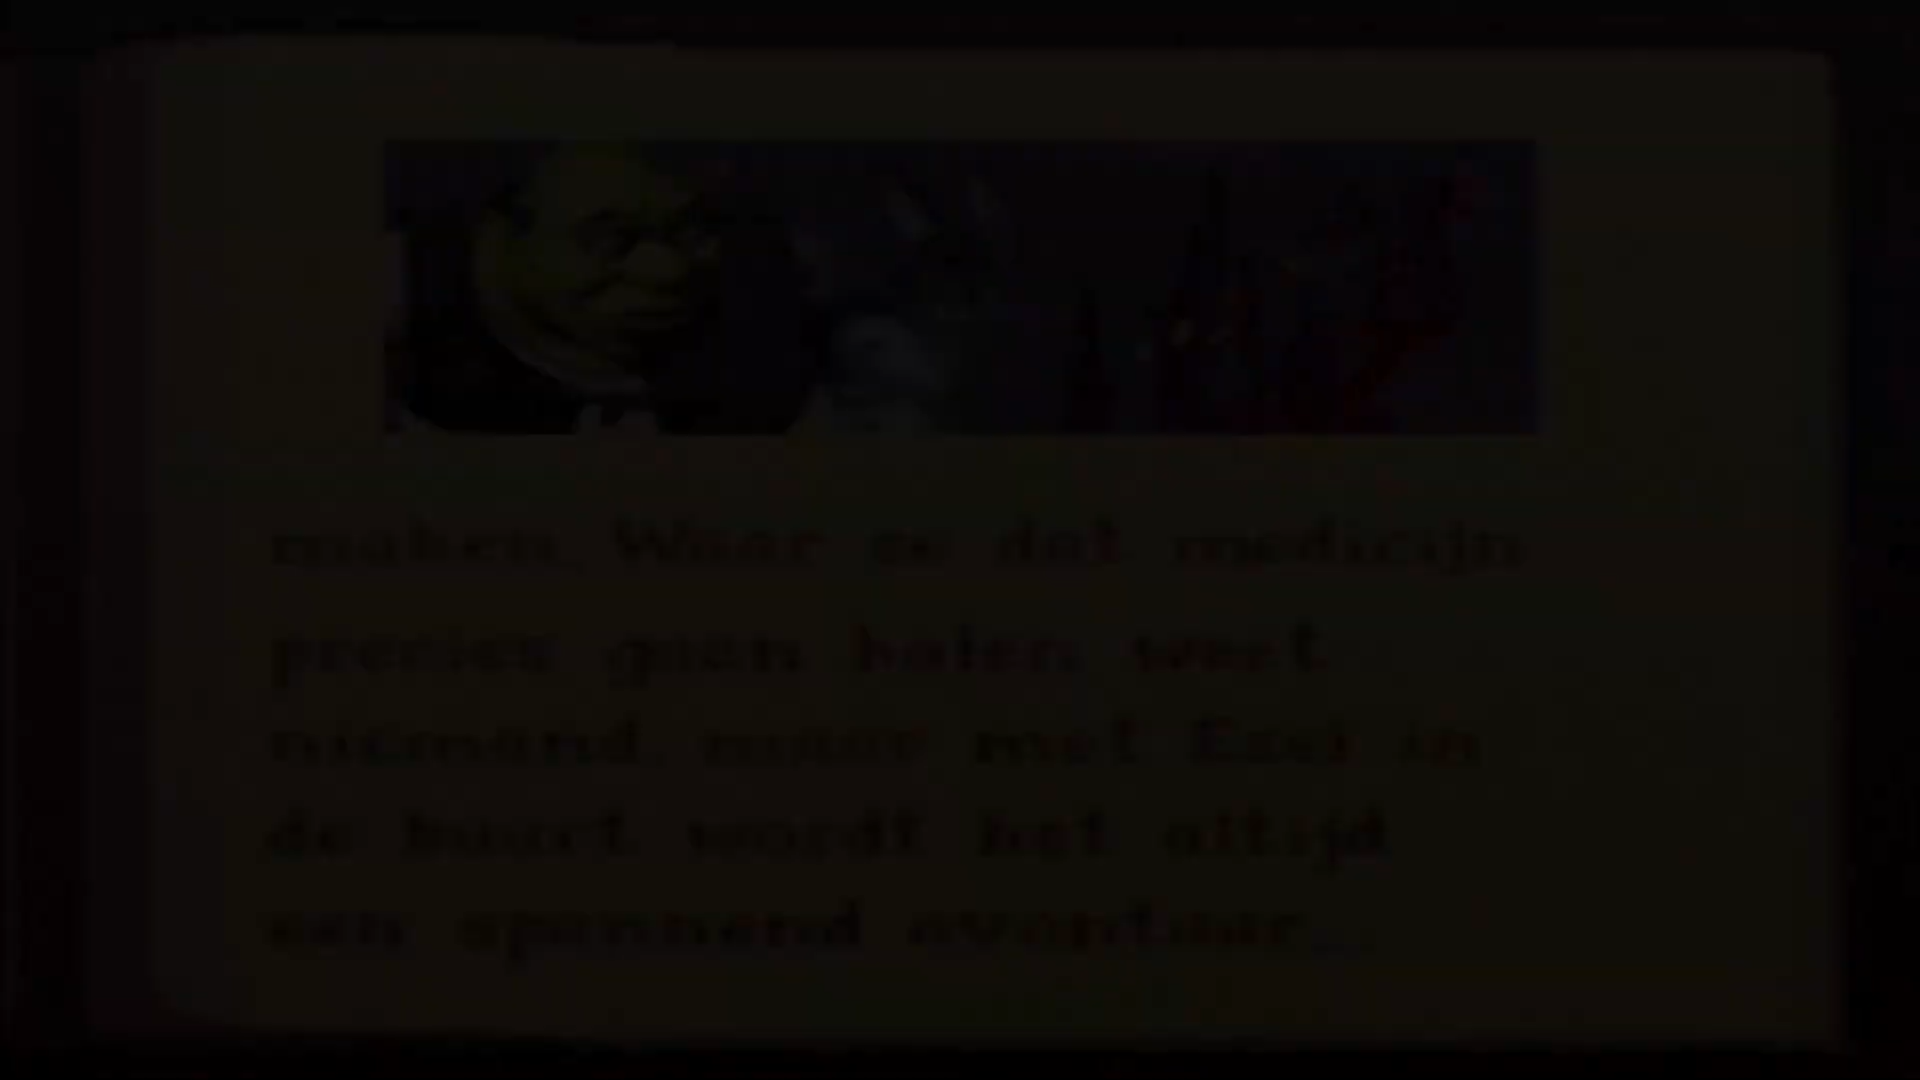 maken. Waar ze dat medicijn
precies gaan halen weet
niemand, maar met Ezel in
de buurt wordt het altijd
een spannend avontuur...